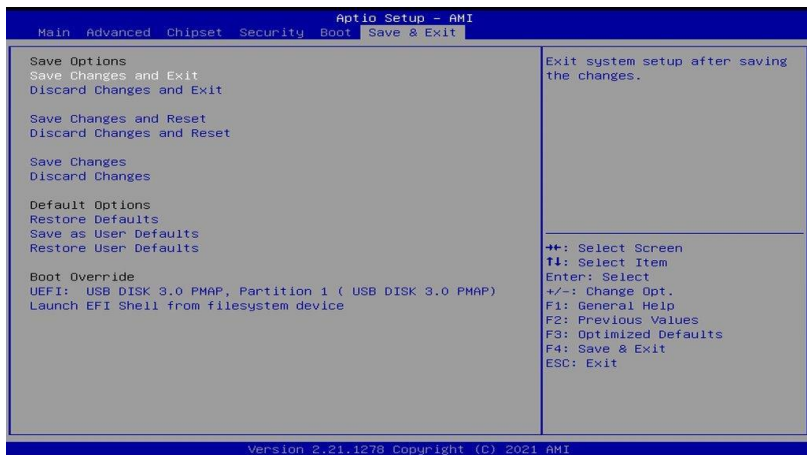 Aptio Setup - AMI
Main Advanced Chipset Security Boot Save & Exit
Save Options
Save Changes and Exit
Discard Changes and Exit
Save Changes and Reset
Discard Changes and Reset
Save Changes
Discard Changes
Default Options
Restore Defaults
Save as User Defaults
Restore User Defaults
Boot Override
UEFI: USB DISK 3.0 PMAP, Partition 1 ( USB DISK 3.0 PMAP)
Launch EFI Shell from filesystem device
Exit system setup after saving
the changes.
→←: Select Screen
↑↓: Select Item
Enter: Select
+/-: Change Opt.
F1: General Help
F2: Previous Values
F3: Optimized Defaults
F4: Save & Exit
ESC: Exit
Version 2.21.1278 Copyright (C) 2021 AMI